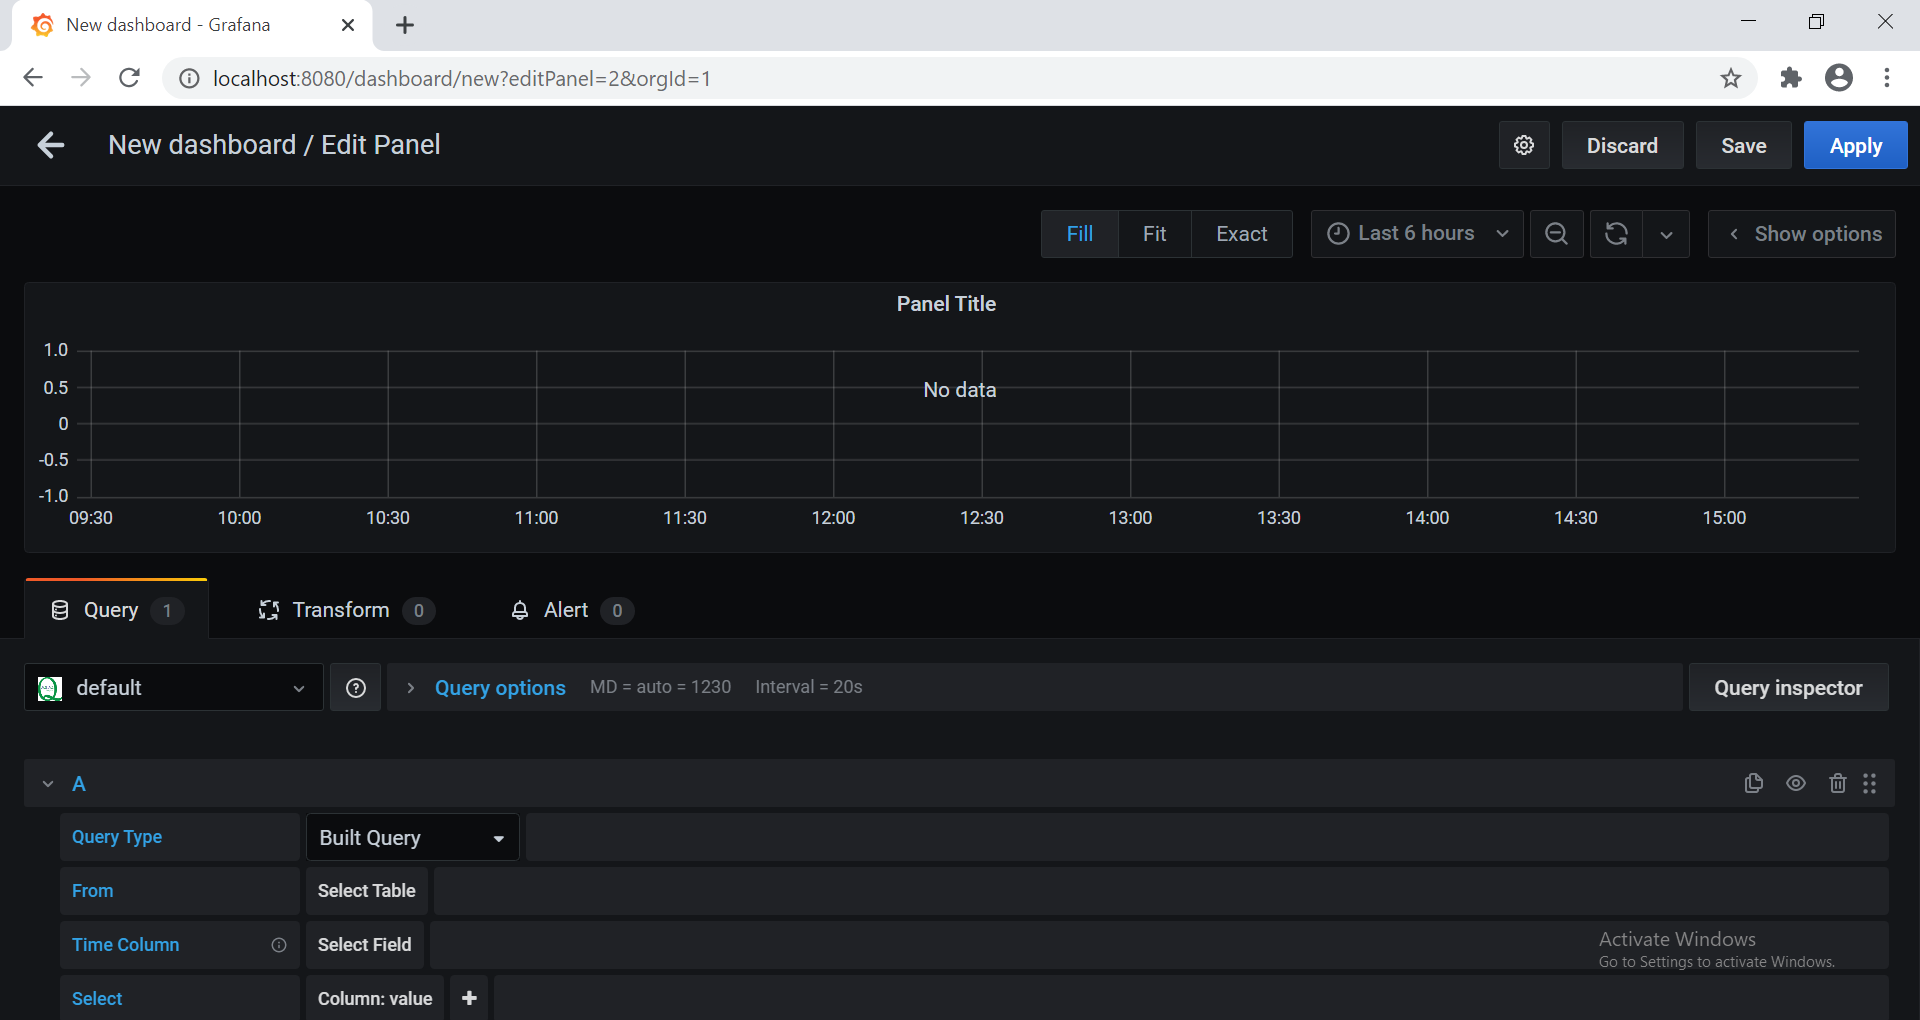 New dashboard - Grafana
localhost:8080/dashboard/new?editPanel=2&orgId=1
New dashboard / Edit Panel
Discard
Save
Apply
Fill
Fit
Exact
Last 6 hours
Show options
Panel Title
1.0
0.5
0
-0.5
-1.0
No data
09:30 10:00 10:30 11:00 11:30 12:00 12:30 13:00 13:30 14:00 14:30 15:00
Query 1
Transform 0
Alert 0
default
Query options MD = auto = 1230 Interval = 20s
Query inspector
A
Query Type Built Query
From Select Table
Time Column Select Field
Activate Windows
Go to Settings to activate Windows.
Select Column: value